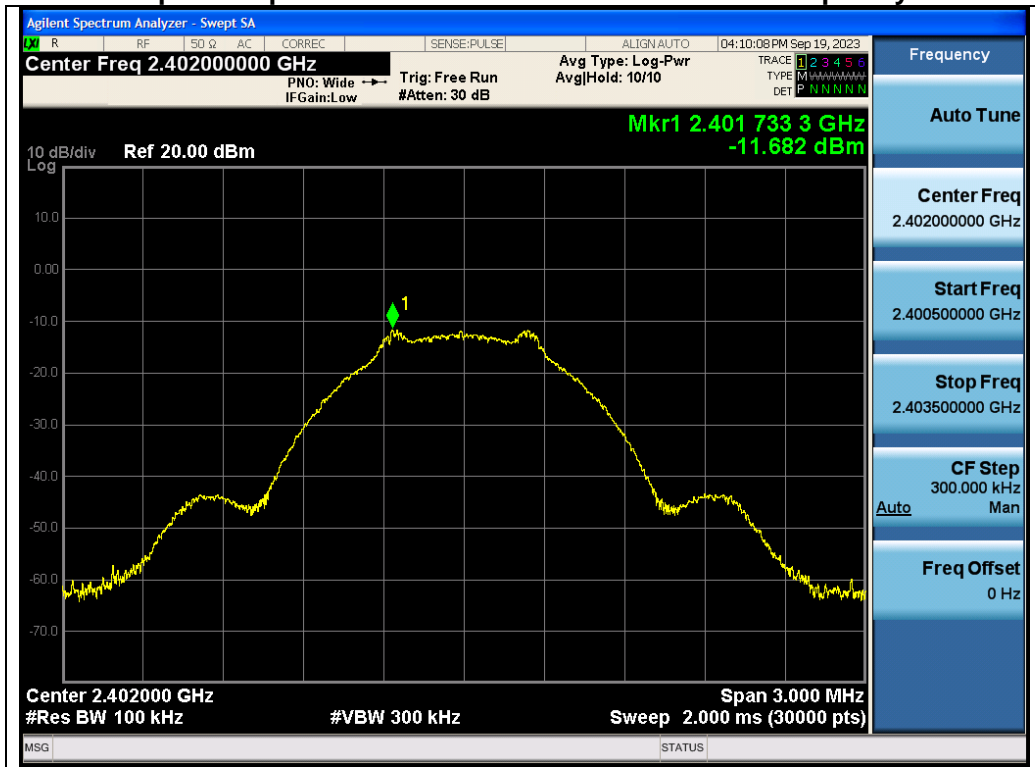 Agilent Spectrum Analyzer - Swept SA
LXI R RF 50 Ω AC CORREC SENSE:PULSE ALIGN AUTO 04:10:08 PM Sep 19, 2023
Center Freq 2.402000000 GHz
PNO: Wide
IFGain:Low
Trig: Free Run
#Atten: 30 dB
Avg Type: Log-Pwr
Avg|Hold: 10/10
TRACE 1 2 3 4 5 6
TYPE M
DET P N N N N N
Mkr1 2.401 733 3 GHz
-11.682 dBm
10 dB/div Ref 20.00 dBm
Log
10.0
0.00
1
-10.0
-20.0
-30.0
-40.0
-50.0
-60.0
-70.0
Center 2.402000 GHz Span 3.000 MHz
#Res BW 100 kHz #VBW 300 kHz Sweep 2.000 ms (30000 pts)
MSG STATUS
Frequency
Auto Tune
Center Freq
2.402000000 GHz
Start Freq
2.400500000 GHz
Stop Freq
2.403500000 GHz
CF Step
300.000 kHz
Auto Man
Freq Offset
0 Hz